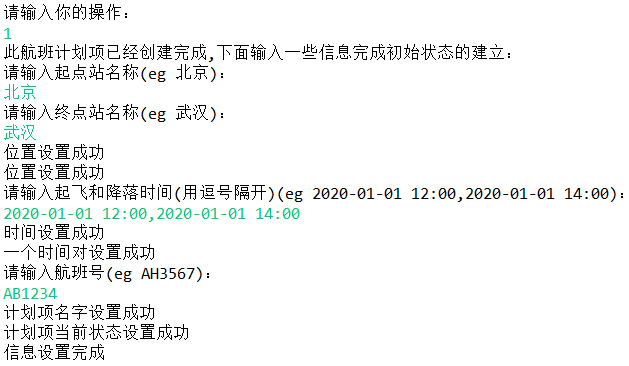 请输入你的操作：
1
此航班计划项已经创建完成,下面输入一些信息完成初始状态的建立：
请输入起点站名称(eg 北京)：
北京
请输入终点站名称(eg 武汉)：
武汉
位置设置成功
位置设置成功
请输入起飞和降落时间(用逗号隔开)(eg 2020-01-01 12:00,2020-01-01 14:00)：
2020-01-01 12:00,2020-01-01 14:00
时间设置成功
一个时间对设置成功
请输入航班号(eg AH3567)：
AB1234
计划项名字设置成功
计划项当前状态设置成功
信息设置完成